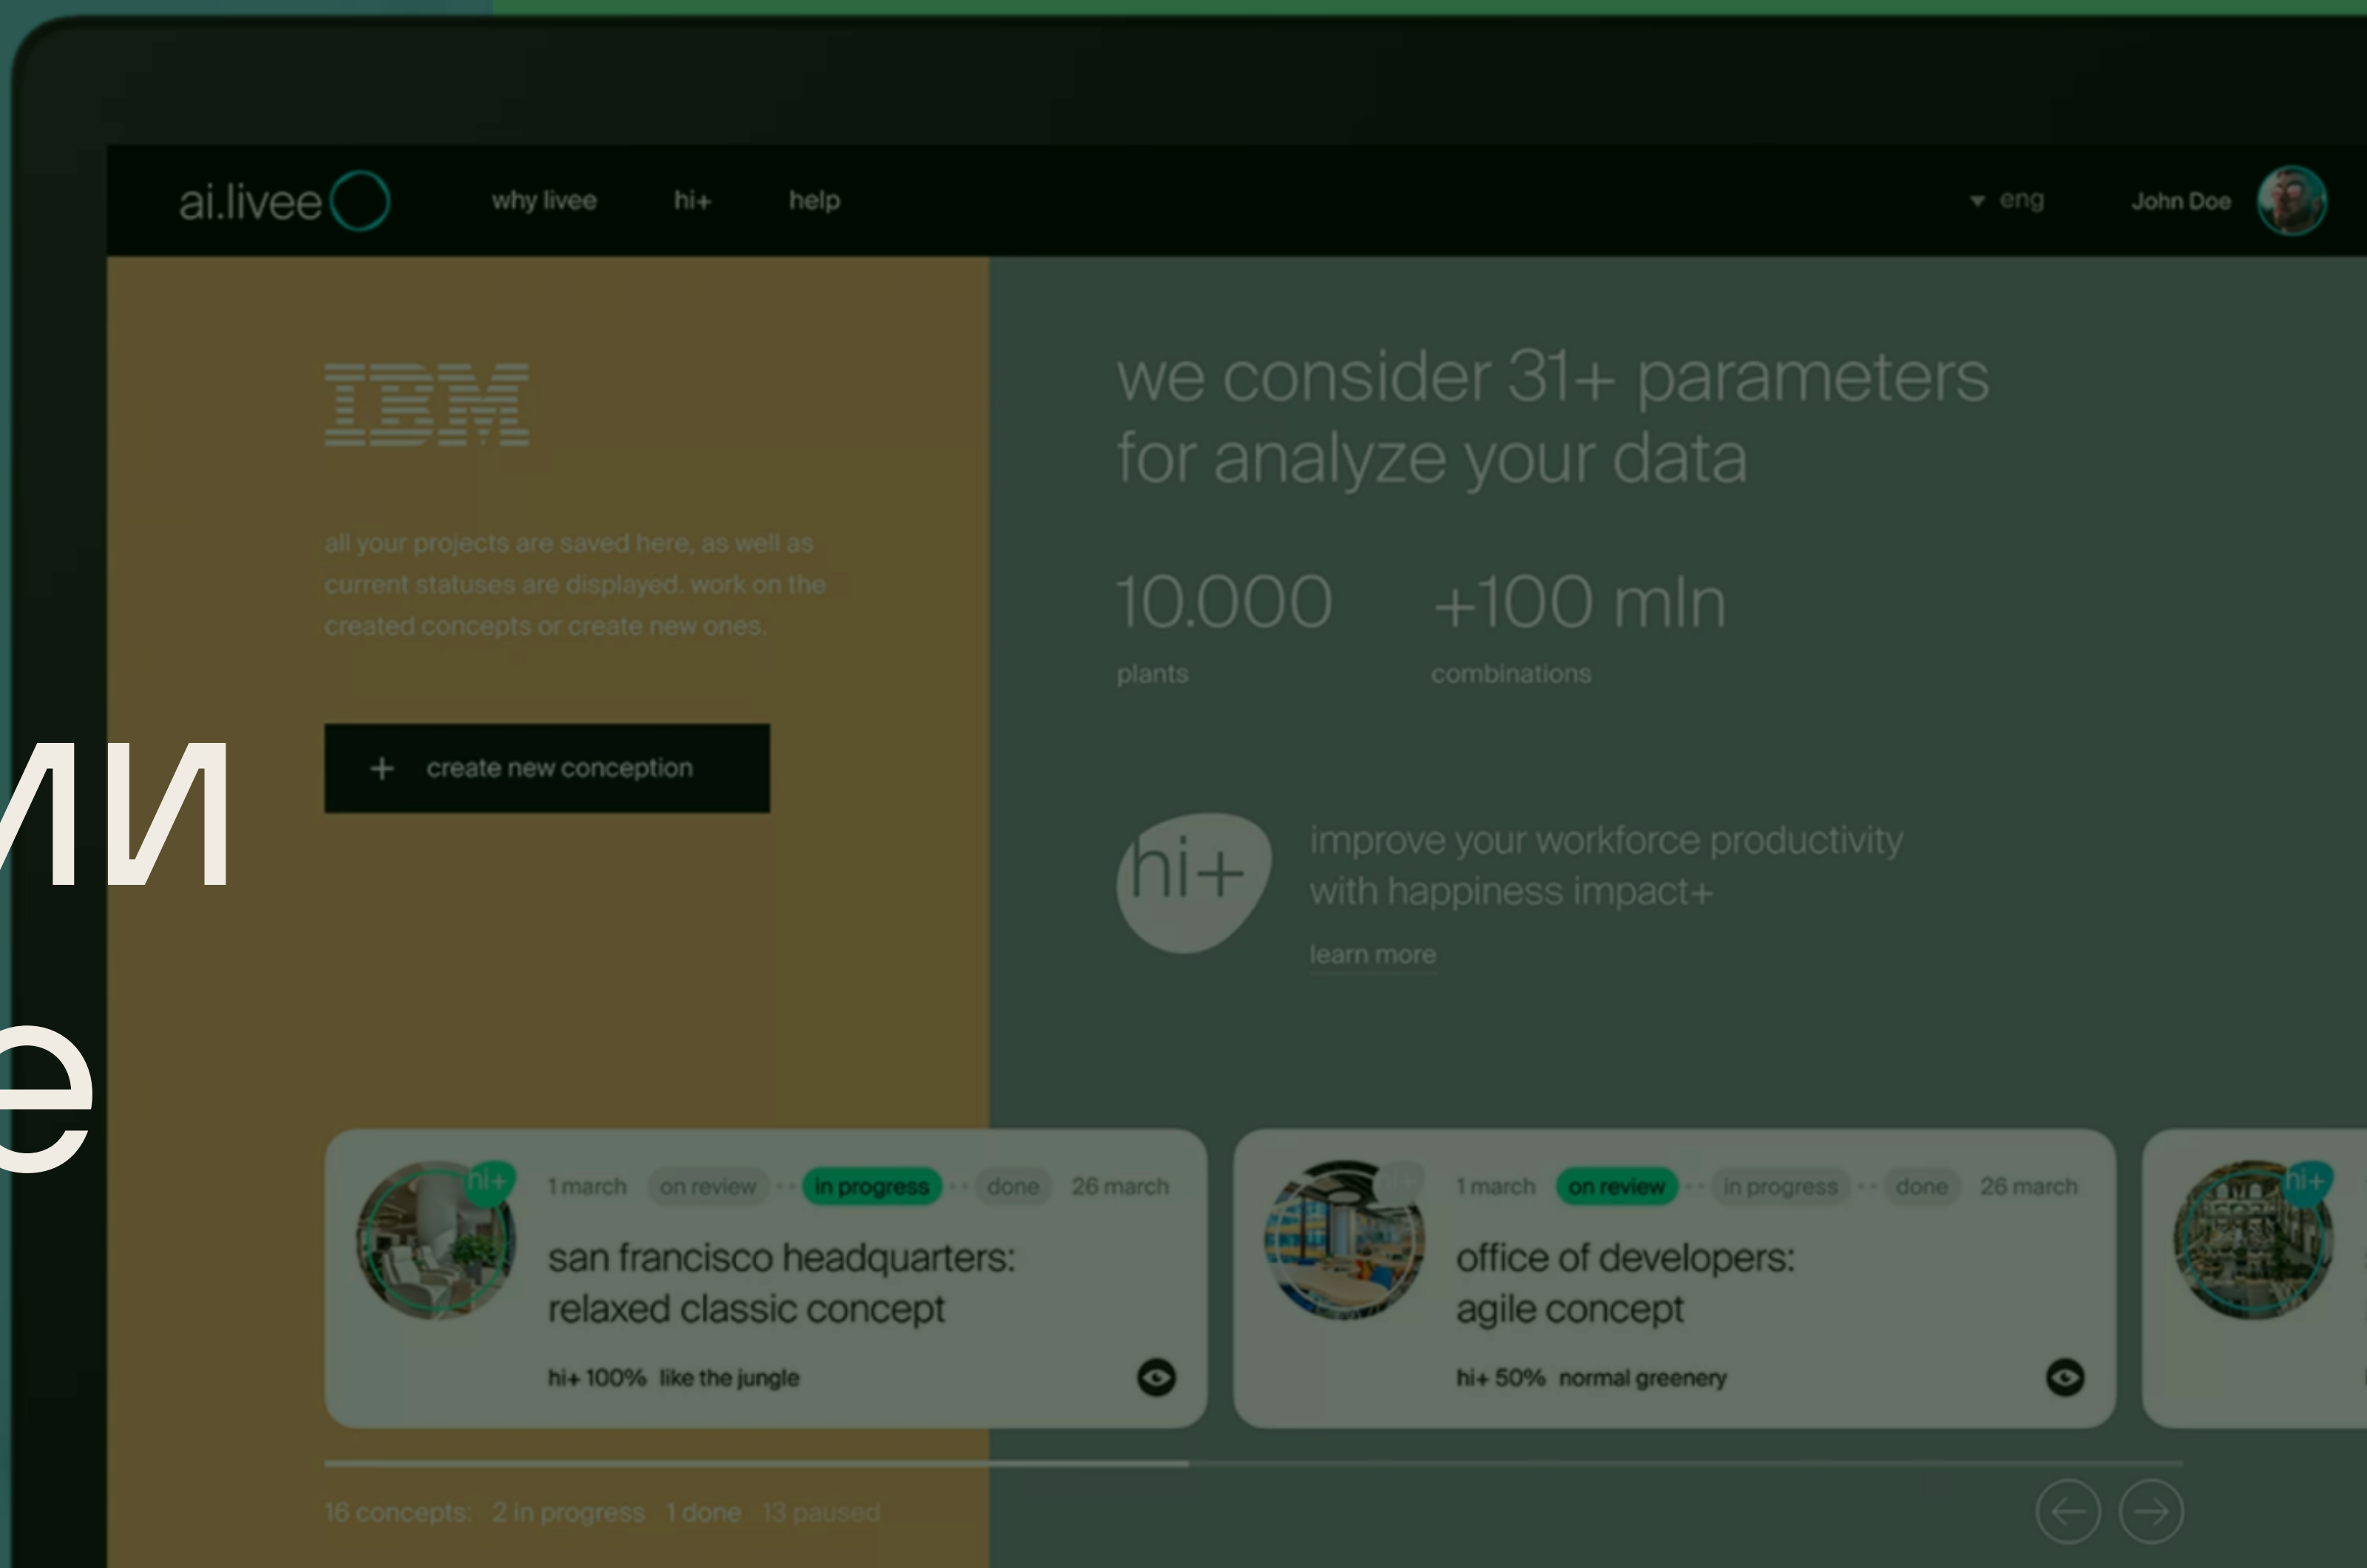 ai.livee
why livee
hi+
help
eng
John Doe
IBM
all your projects are saved here, as well as
current statuses are displayed. work on the
created concepts or create new ones.
+ create new conception
we consider 31+ parameters
for analyze your data
10.000
plants
+100 mln
combinations
hi+
improve your workforce productivity
with happiness impact+
learn more
ии
е
hi+
1 march on review in progress done 26 march
san francisco headquarters:
relaxed classic concept
hi+ 100% like the jungle
hi+
1 march on review in progress done 26 march
office of developers:
agile concept
hi+ 50% normal greenery
hi+
16 concepts: 2 in progress 1 done 13 paused